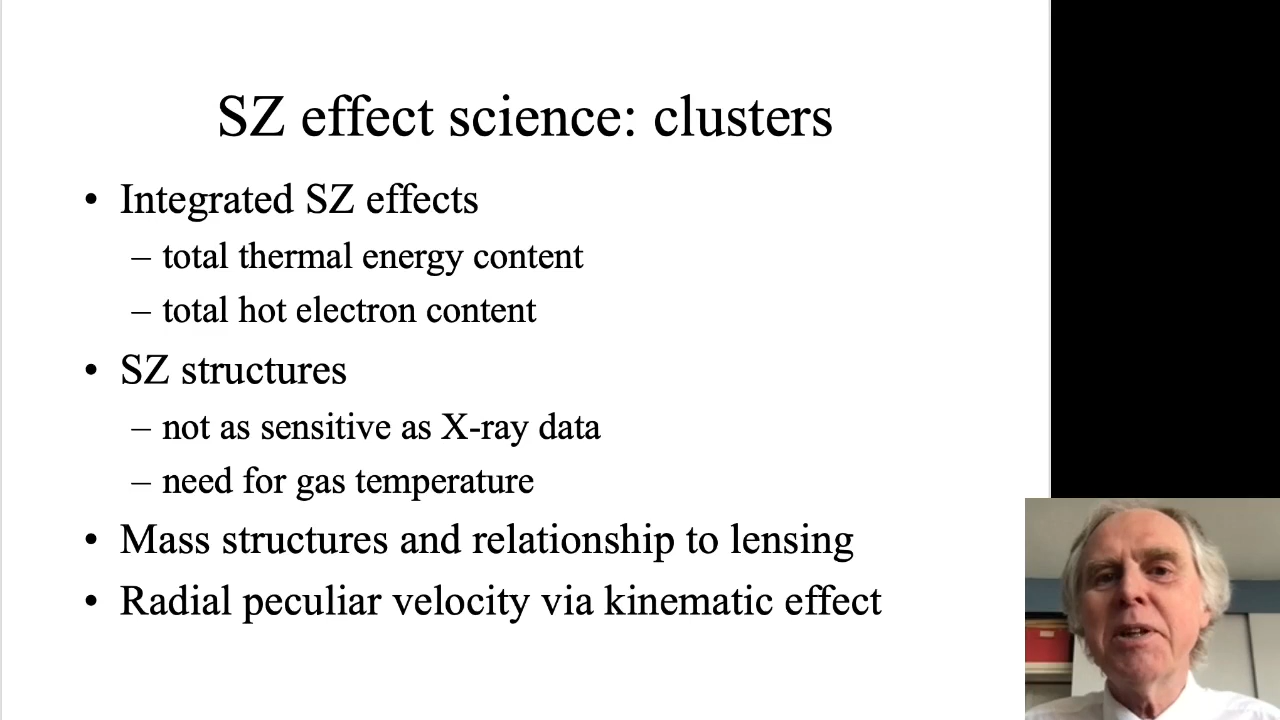 SZ effect science: clusters
• Integrated SZ effects
– total thermal energy content
– total hot electron content
• SZ structures
– not as sensitive as X-ray data
– need for gas temperature
• Mass structures and relationship to lensing
• Radial peculiar velocity via kinematic effect